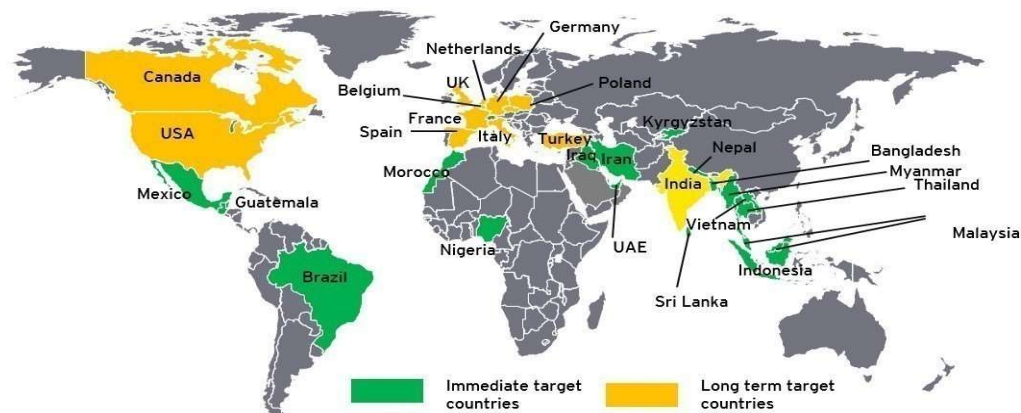 Germany
Netherlands
Canada
UK
Poland
Belgium
France
Kyrgyzstan
USA
Spain
Italy
Turkey
Iraq
Iran
Nepal
Bangladesh
Morocco
Myanmar
India
Thailand
Mexico
Guatemala
Vietnam
Nigeria
UAE
Malaysia
Brazil
Indonesia
Sri Lanka
Immediate target
countries
Long term target
countries